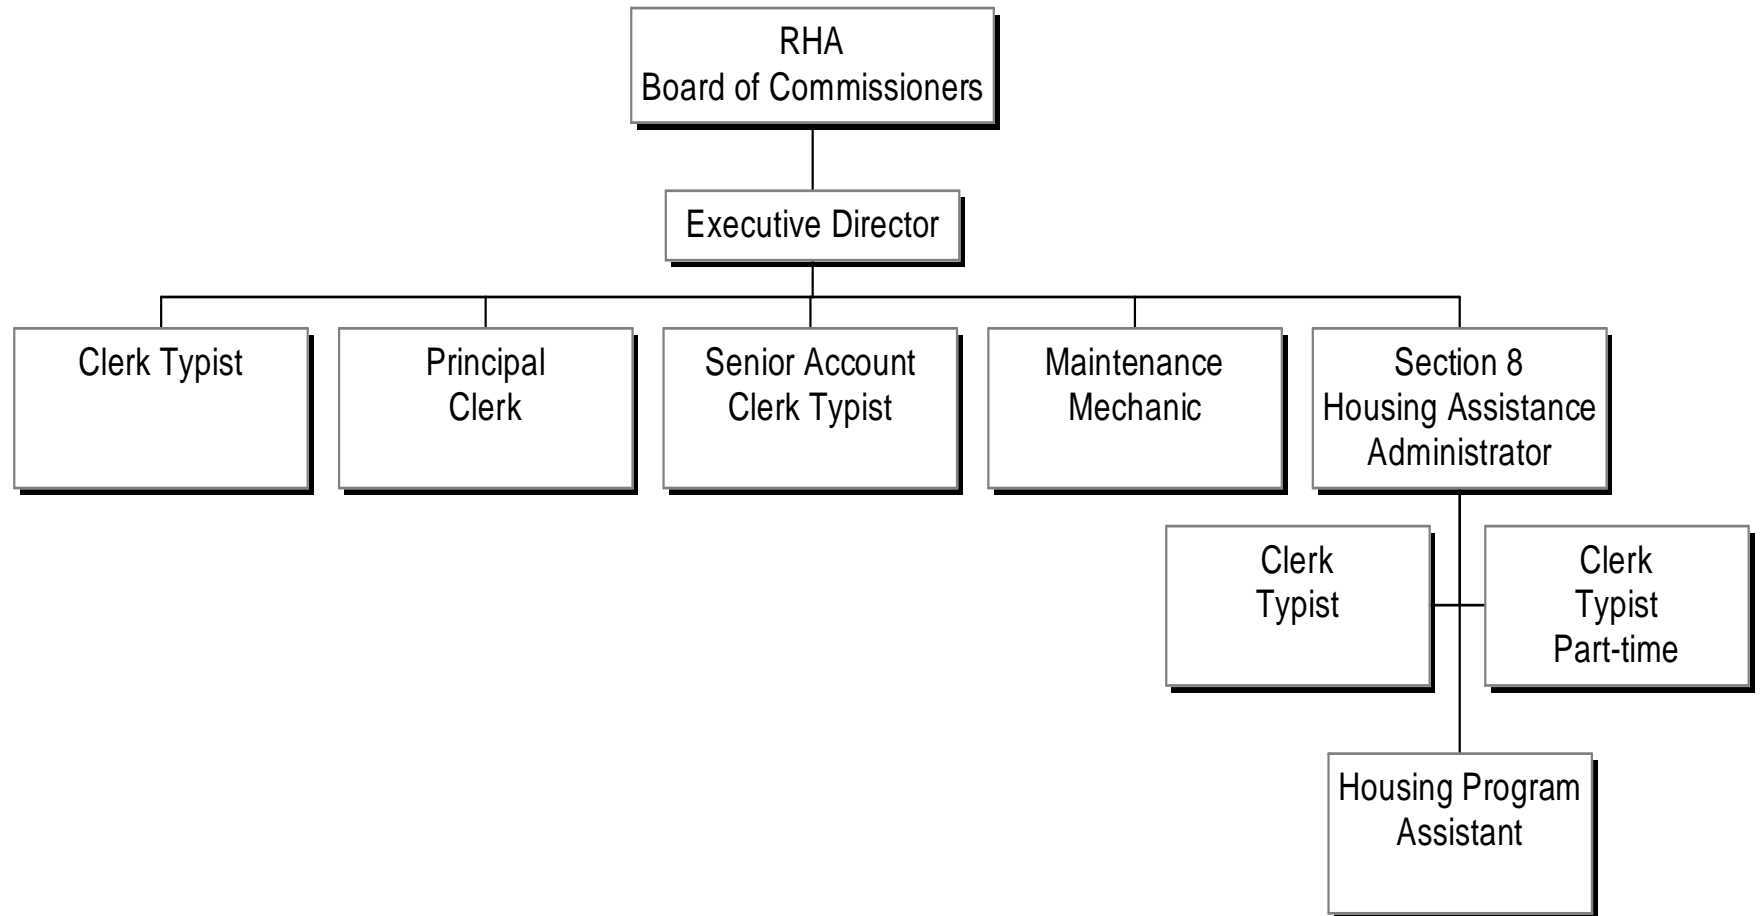 RHA
Board of Commissioners
Executive Director
Clerk Typist
Principal
Clerk
Senior Account
Clerk Typist
Maintenance
Mechanic
Section 8
Housing Assistance
Administrator
Clerk
Typist
Clerk
Typist
Part-time
Housing Program
Assistant